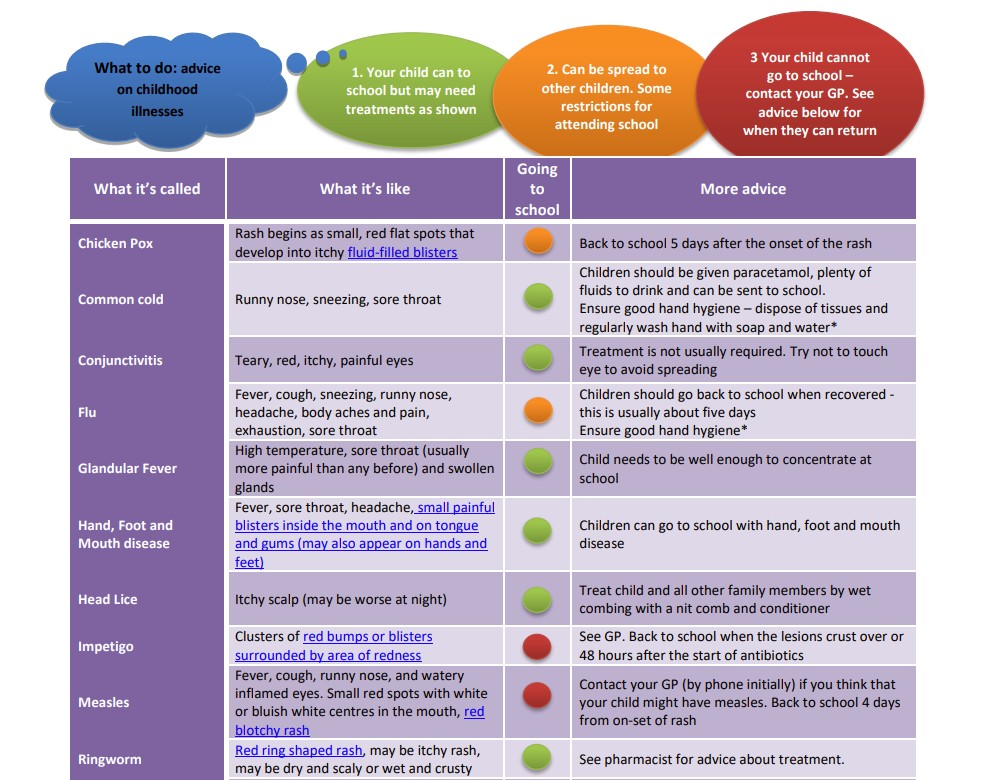 What to do: advice
on childhood
illnesses
1. Your child can to
school but may need
treatments as shown
2. Can be spread to
other children. Some
restrictions for
attending school
3 Your child cannot
go to school –
contact your GP. See
advice below for
when they can return
What it's called
What it's like
Going
to
school
More advice
Chicken Pox
Rash begins as small, red flat spots that
develop into itchy fluid-filled blisters
Back to school 5 days after the onset of the rash
Common cold
Runny nose, sneezing, sore throat
Children should be given paracetamol, plenty of
fluids to drink and can be sent to school.
Ensure good hand hygiene – dispose of tissues and
regularly wash hand with soap and water*
Conjunctivitis
Teary, red, itchy, painful eyes
Treatment is not usually required. Try not to touch
eye to avoid spreading
Flu
Fever, cough, sneezing, runny nose,
headache, body aches and pain,
exhaustion, sore throat
Children should go back to school when recovered -
this is usually about five days
Ensure good hand hygiene*
Glandular Fever
High temperature, sore throat (usually
more painful than any before) and swollen
glands
Child needs to be well enough to concentrate at
school
Hand, Foot and
Mouth disease
Fever, sore throat, headache, small painful
blisters inside the mouth and on tongue
and gums (may also appear on hands and
feet)
Children can go to school with hand, foot and mouth
disease
Head Lice
Itchy scalp (may be worse at night)
Treat child and all other family members by wet
combing with a nit comb and conditioner
Impetigo
Clusters of red bumps or blisters
surrounded by area of redness
See GP. Back to school when the lesions crust over or
48 hours after the start of antibiotics
Measles
Fever, cough, runny nose, and watery
inflamed eyes. Small red spots with white
or bluish white centres in the mouth, red
blotchy rash
Contact your GP (by phone initially) if you think that
your child might have measles. Back to school 4 days
from on-set of rash
Ringworm
Red ring shaped rash, may be itchy rash,
may be dry and scaly or wet and crusty
See pharmacist for advice about treatment.